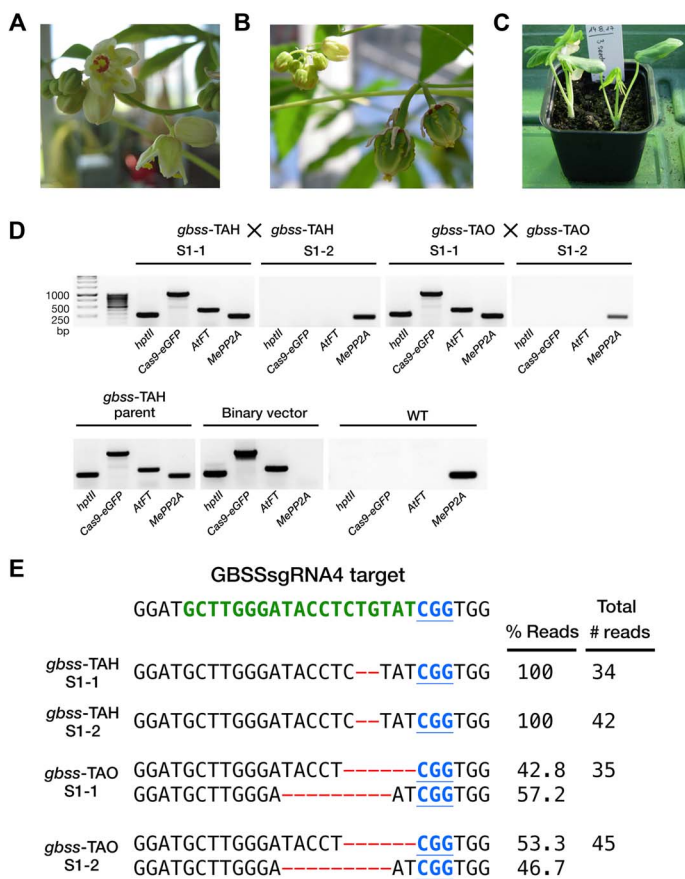 A
B
C
D
gbss-TAH X gbss-TAH
S1-1 S1-2
gbss-TAO X gbss-TAO
S1-1 S1-2
1000
500
250
bp
hptII Cas9-eGFP AtFT MePP2A hptII Cas9-eGFP AtFT MePP2A hptII Cas9-eGFP AtFT MePP2A hptII Cas9-eGFP AtFT MePP2A
gbss-TAH
parent
Binary vector
WT
hptII Cas9-eGFP AtFT MePP2A hptII Cas9-eGFP AtFT MePP2A hptII Cas9-eGFP AtFT MePP2A
E
GBSSsgRNA4 target
GGATGCTTGGGATACCTCTGTATCGGTGG
% Reads
Total
# reads
gbss-TAH
S1-1
GGATGCTTGGGATACCTC--TATCGGTGG 100 34
gbss-TAH
S1-2
GGATGCTTGGGATACCTC--TATCGGTGG 100 42
gbss-TAO
S1-1
GGATGCTTGGGATACCT------CGGTGG 42.8 35
GGATGCTTGGGA---------ATCGGTGG 57.2
gbss-TAO
S1-2
GGATGCTTGGGATACCT------CGGTGG 53.3 45
GGATGCTTGGGA---------ATCGGTGG 46.7